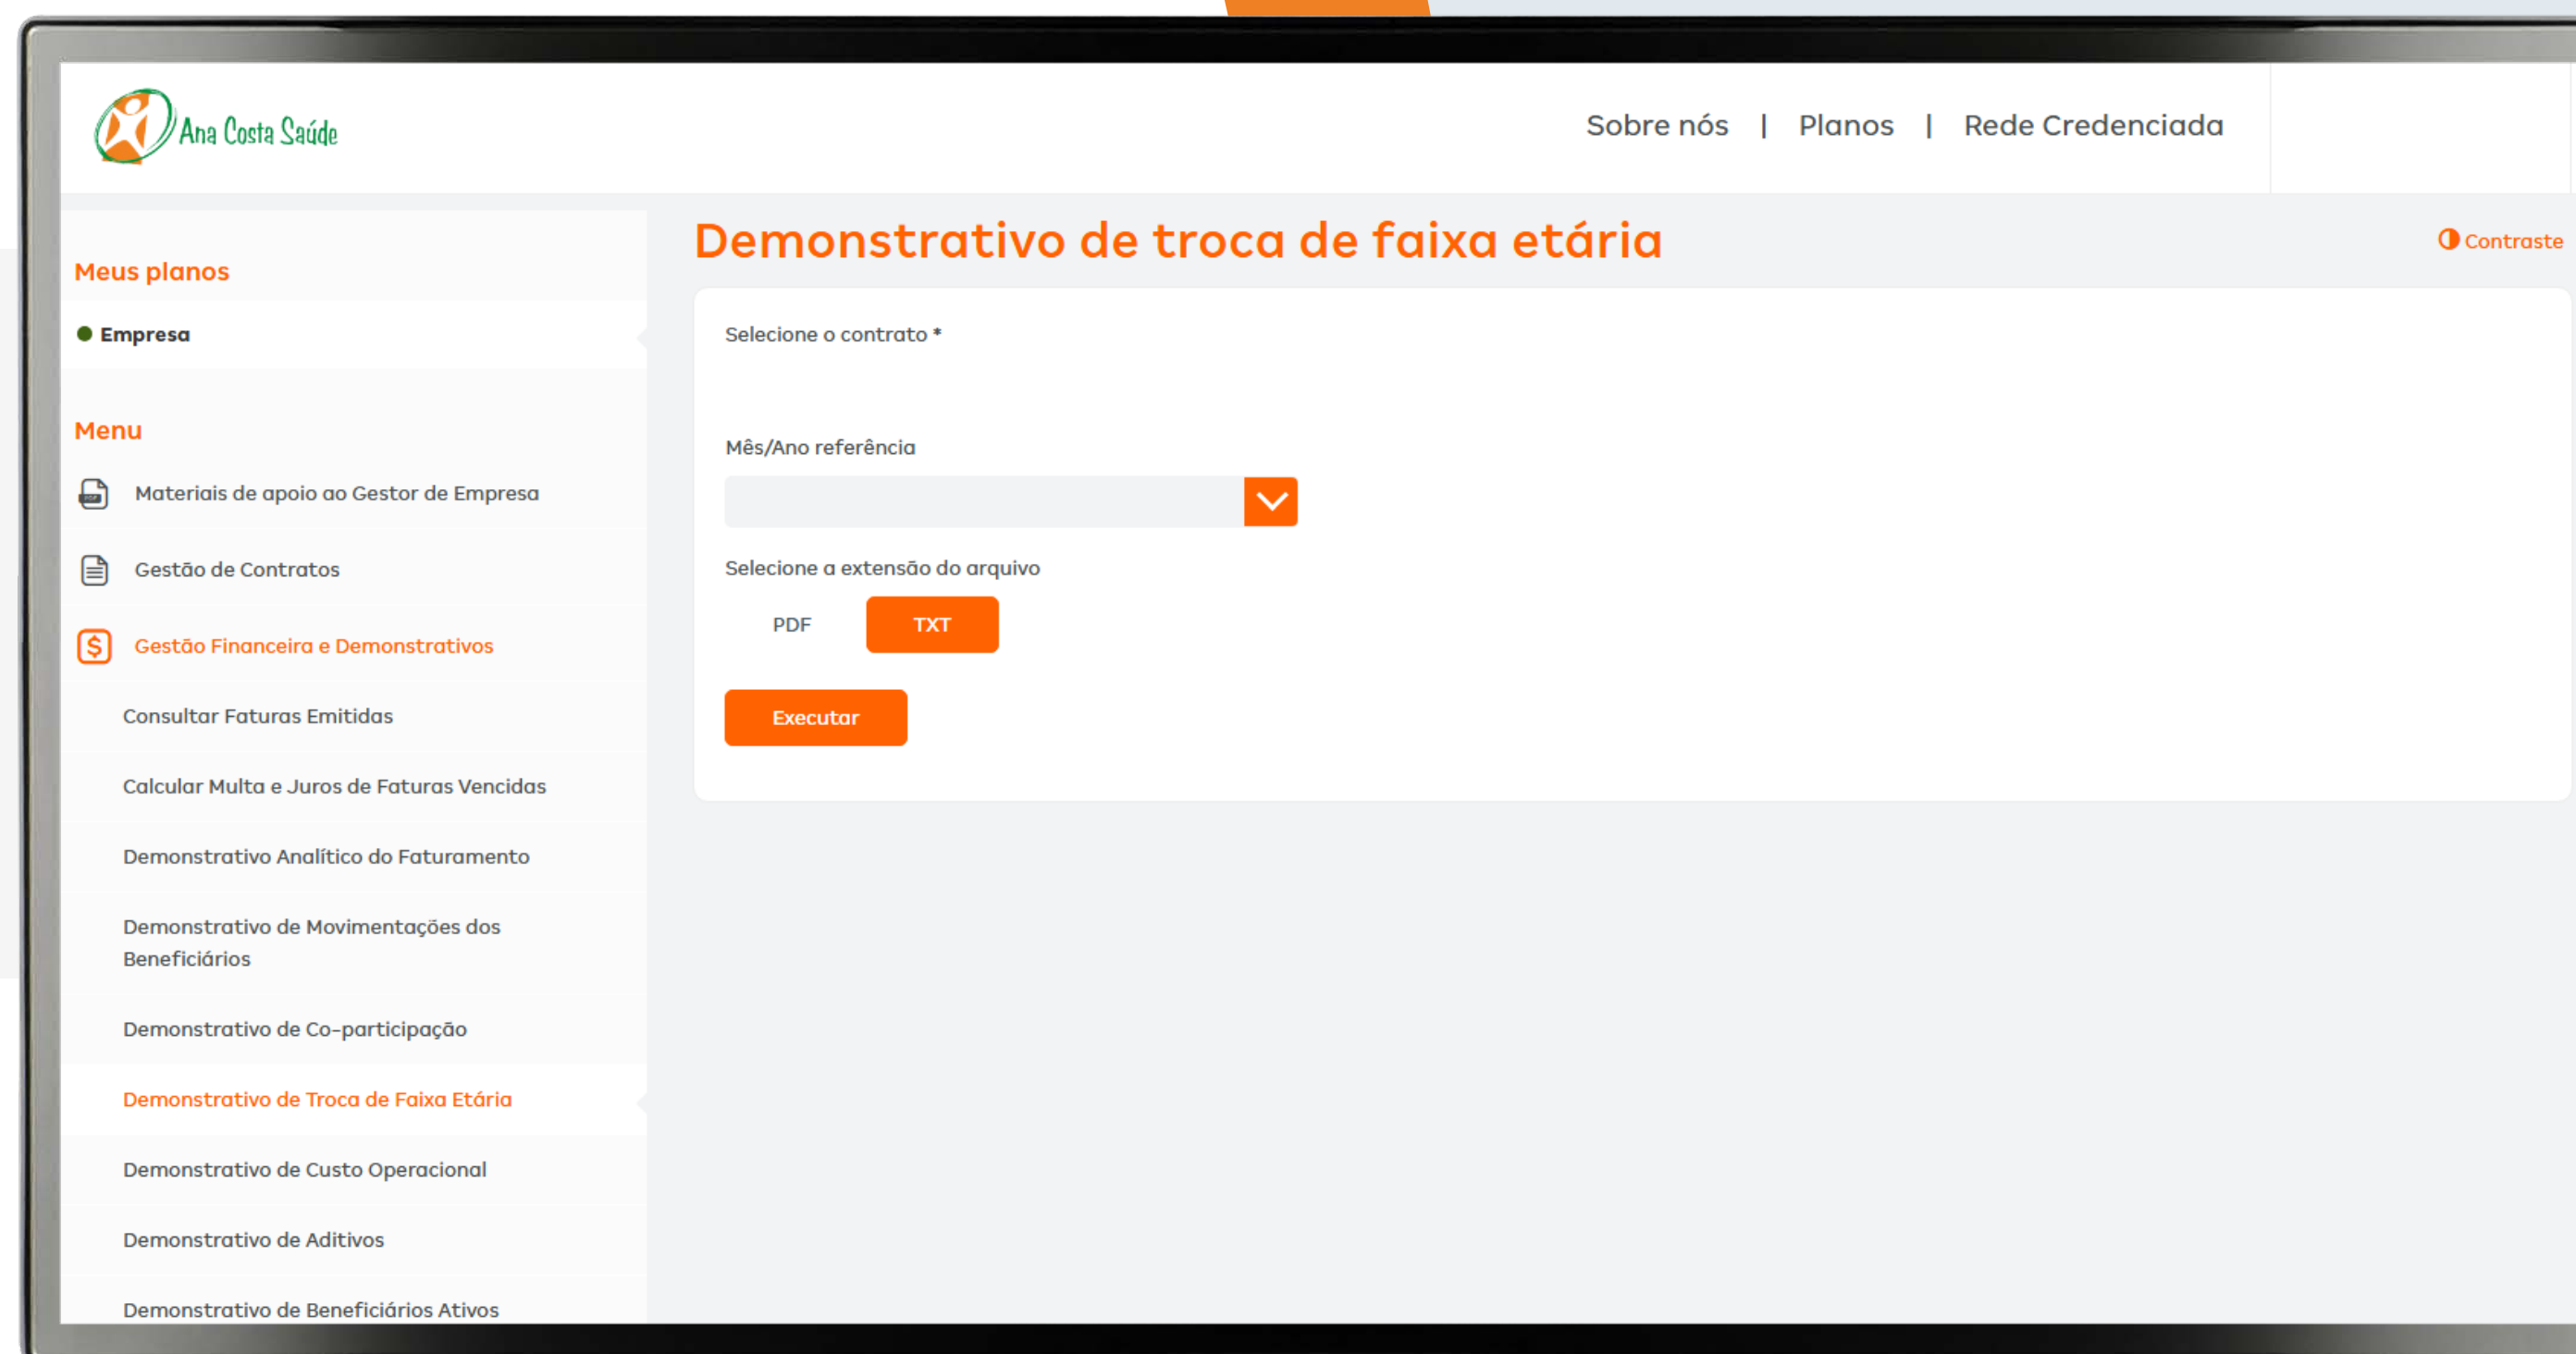 Ana Costa Saúde
Sobre nós | Planos | Rede Credenciada
Demonstrativo de troca de faixa etária
Contraste
Meus planos
Empresa
Menu
Materiais de apoio ao Gestor de Empresa
Gestão de Contratos
Gestão Financeira e Demonstrativos
Consultar Faturas Emitidas
Calcular Multa e Juros de Faturas Vencidas
Demonstrativo Analítico do Faturamento
Demonstrativo de Movimentações dos
Beneficiários
Demonstrativo de Co-participação
Demonstrativo de Troca de Faixa Etária
Demonstrativo de Custo Operacional
Demonstrativo de Aditivos
Demonstrativo de Beneficiários Ativos
Selecione o contrato *
Mês/Ano referência
Selecione a extensão do arquivo
PDF TXT
Executar